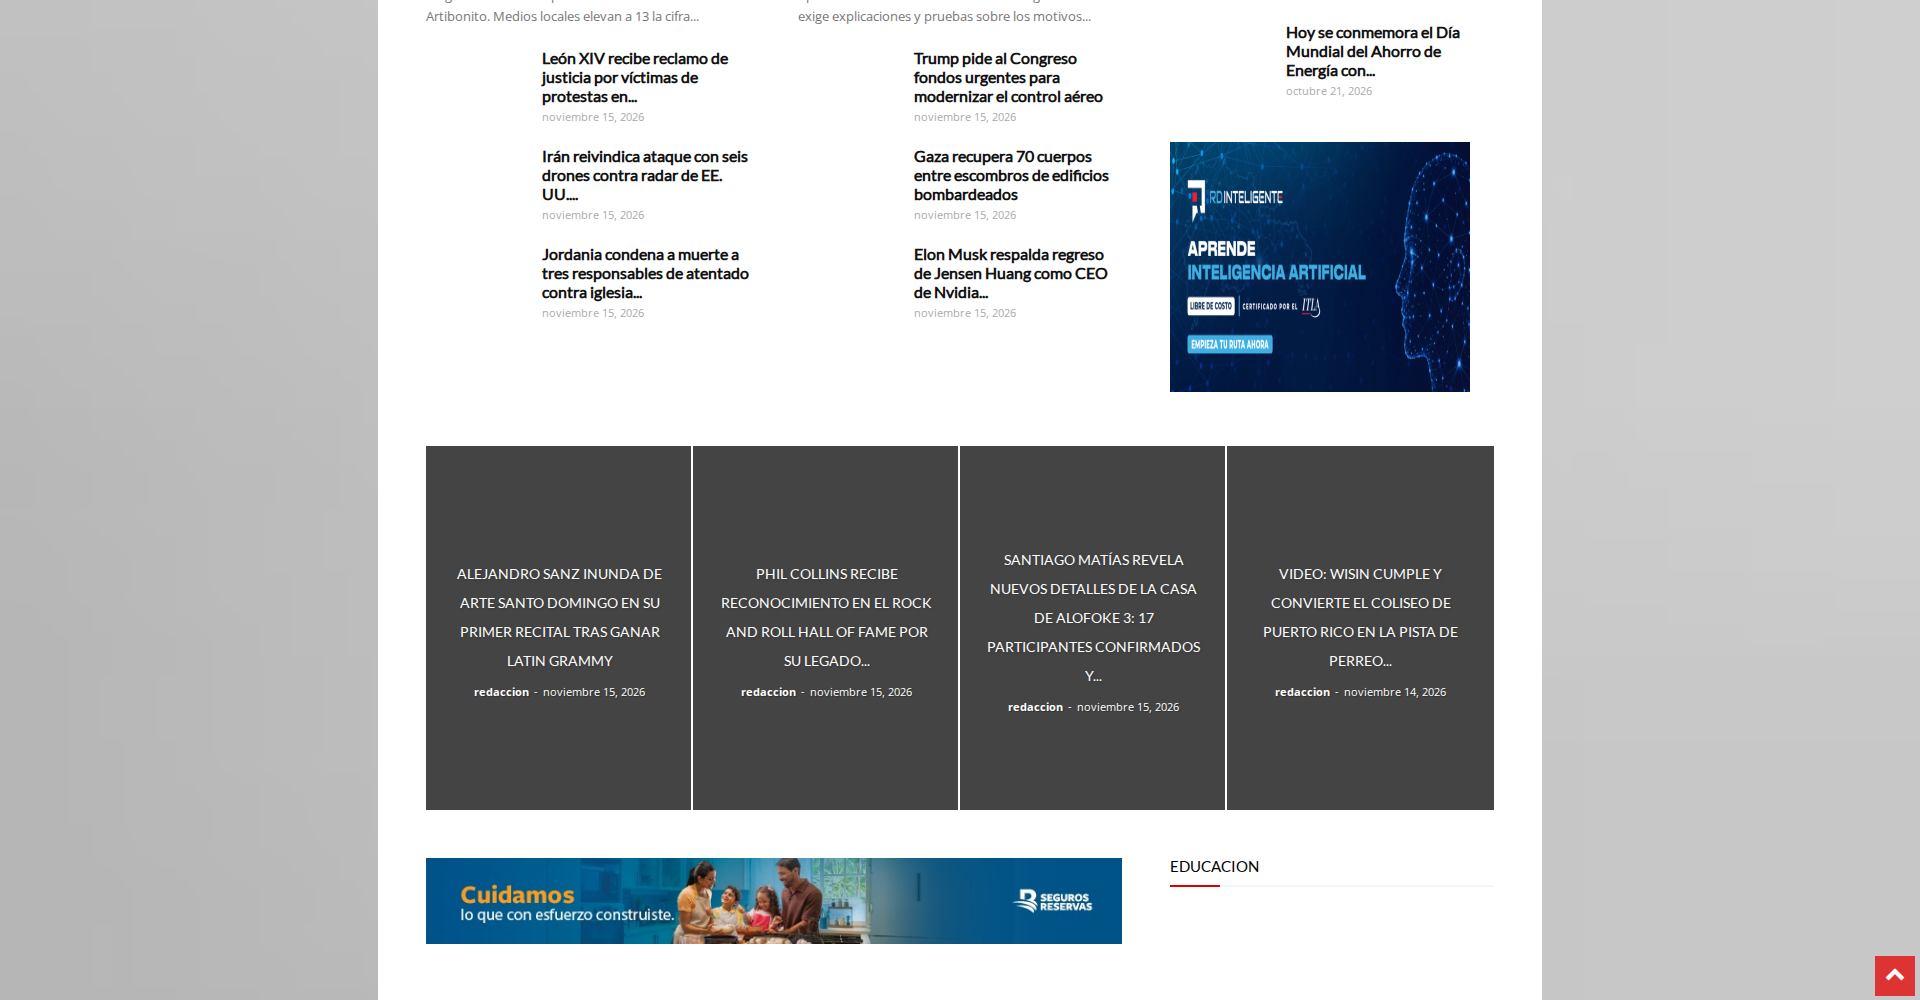 Artibonito. Medios locales elevan a 13 la cifra...
León XIV recibe reclamo de
justicia por víctimas de
protestas en...
noviembre 15, 2026
Irán reivindica ataque con seis
drones contra radar de EE.
UU....
noviembre 15, 2026
Jordania condena a muerte a
tres responsables de atentado
contra iglesia...
noviembre 15, 2026
exige explicaciones y pruebas sobre los motivos...
Trump pide al Congreso
fondos urgentes para
modernizar el control aéreo
noviembre 15, 2026
Gaza recupera 70 cuerpos
entre escombros de edificios
bombardeados
noviembre 15, 2026
Elon Musk respalda regreso
de Jensen Huang como CEO
de Nvidia...
noviembre 15, 2026
Hoy se conmemora el Día
Mundial del Ahorro de
Energía con...
octubre 21, 2026
RDINTELIGENTE
APRENDE
INTELIGENCIA ARTIFICIAL
LIBRE DE COSTO CERTIFICADO POR EL ITLA
EMPIEZA TU RUTA AHORA
ALEJANDRO SANZ INUNDA DE
ARTE SANTO DOMINGO EN SU
PRIMER RECITAL TRAS GANAR
LATIN GRAMMY
redaccion - noviembre 15, 2026
PHIL COLLINS RECIBE
RECONOCIMIENTO EN EL ROCK
AND ROLL HALL OF FAME POR
SU LEGADO...
redaccion - noviembre 15, 2026
SANTIAGO MATÍAS REVELA
NUEVOS DETALLES DE LA CASA
DE ALOFOKE 3: 17
PARTICIPANTES CONFIRMADOS
Y...
redaccion - noviembre 15, 2026
VIDEO: WISIN CUMPLE Y
CONVIERTE EL COLISEO DE
PUERTO RICO EN LA PISTA DE
PERREO...
redaccion - noviembre 14, 2026
Cuidamos
lo que con esfuerzo construiste.
SEGUROS
RESERVAS
EDUCACION